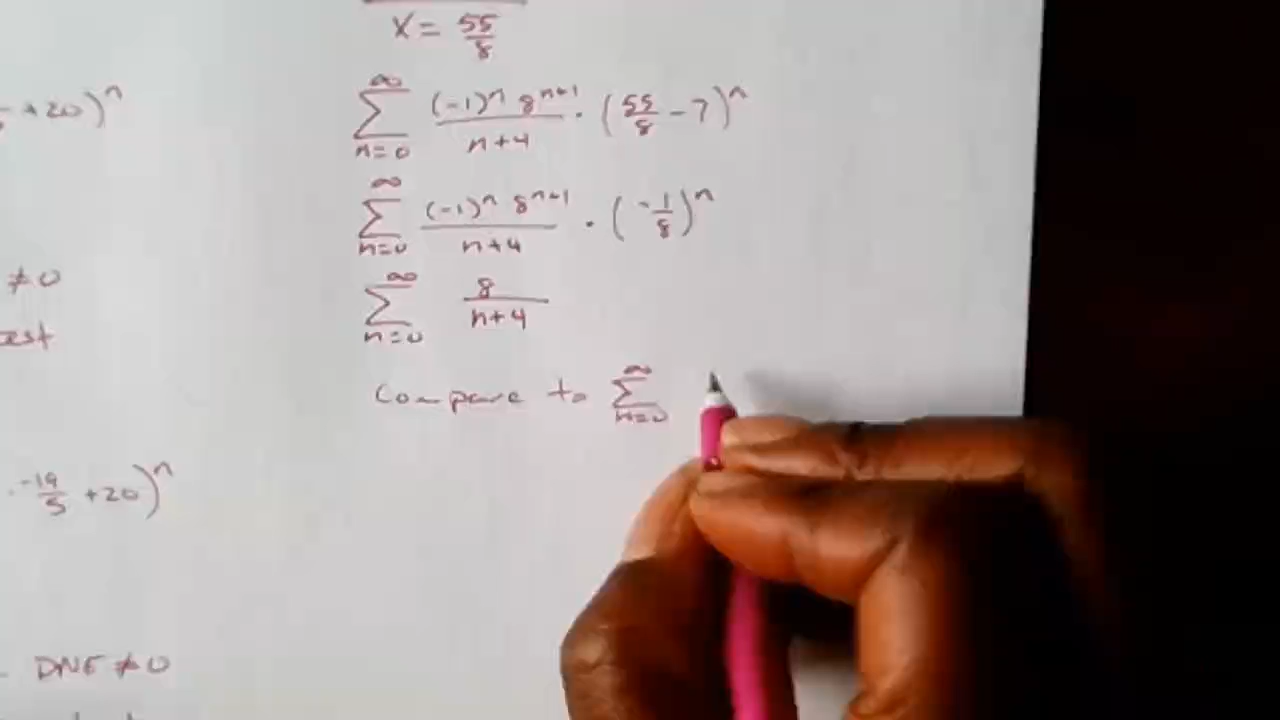 +20)^n
≠0
est
-19/5 +20)^n
DNE ≠0
x = 55/8
∞ ∑ n=0 (-1)^n 8^{n+1} / n+4 · (55/8 - 7)^n
∞ ∑ n=0 (-1)^n 8^{n+1} / n+4 · (-1/8)^n
∞ ∑ n=0 8 / n+4
Compare to ∞ ∑ n=0